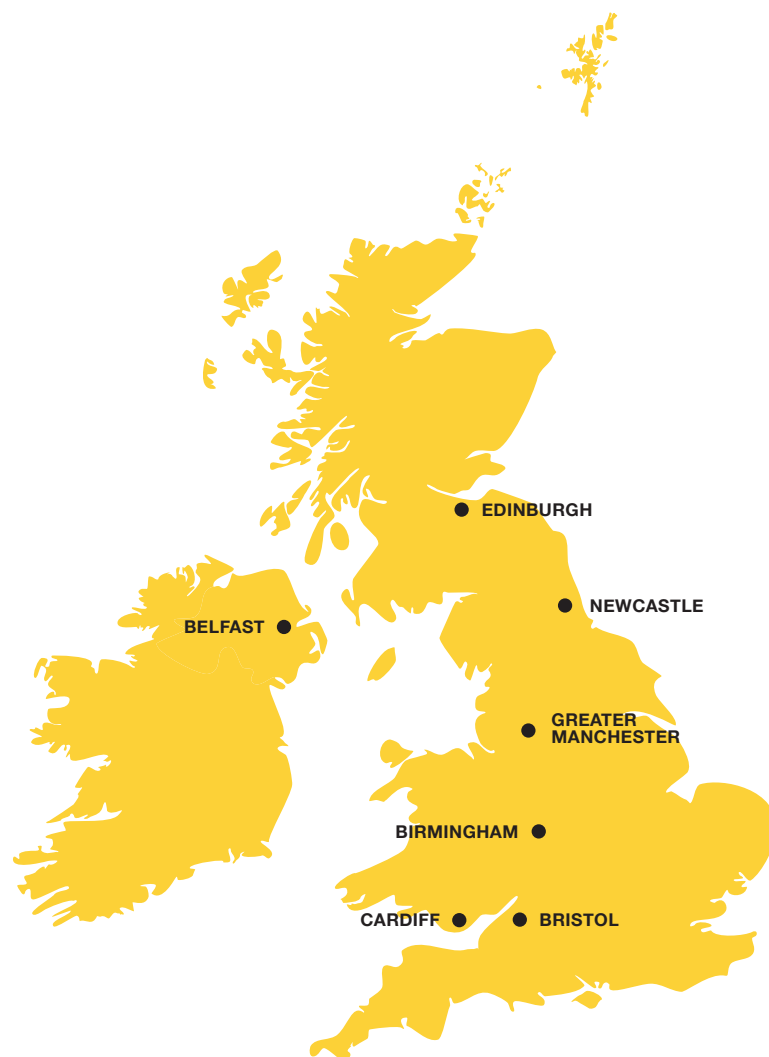 EDINBURGH
NEWCASTLE
BELFAST
GREATER
MANCHESTER
BIRMINGHAM
CARDIFF
BRISTOL